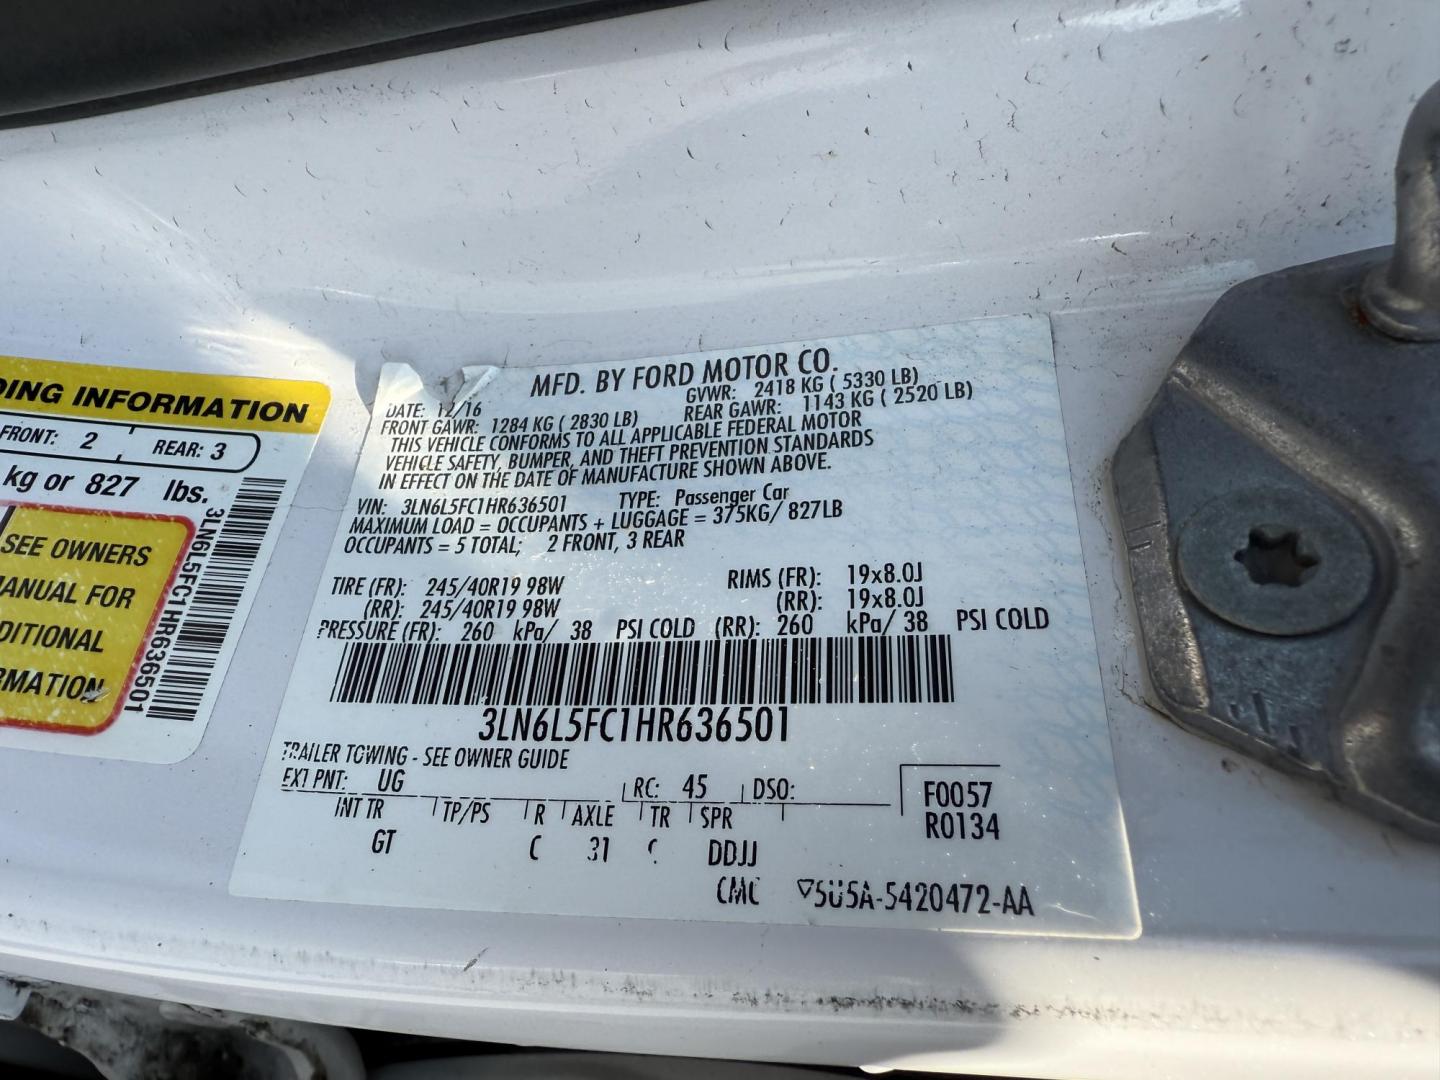 DING INFORMATION
FRONT: 2 REAR: 3
kg or 827 lbs.
SEE OWNERS
MANUAL FOR
DITIONAL
RMATION
3LN6L5FC1HR636501
MFD. BY FORD MOTOR CO.
DATE: 12/16 GVWR: 2418 KG ( 5330 LB)
FRONT GAWR: 1284 KG ( 2830 LB) REAR GAWR: 1143 KG ( 2520 LB)
THIS VEHICLE CONFORMS TO ALL APPLICABLE FEDERAL MOTOR
VEHICLE SAFETY, BUMPER, AND THEFT PREVENTION STANDARDS
IN EFFECT ON THE DATE OF MANUFACTURE SHOWN ABOVE.
VIN: 3LN6L5FC1HR636501 TYPE: Passenger Car
MAXIMUM LOAD = OCCUPANTS + LUGGAGE = 375KG/ 827LB
OCCUPANTS = 5 TOTAL; 2 FRONT, 3 REAR
TIRE (FR): 245/40R19 98W RIMS (FR): 19x8.0J
(RR): 245/40R19 98W (RR): 19x8.0J
PRESSURE (FR): 260 kPa/ 38 PSI COLD (RR): 260 kPa/ 38 PSI COLD
3LN6L5FC1HR636501
TRAILER TOWING - SEE OWNER GUIDE
EXT PNT: UG RC: 45 DSO:
INT TR TP/PS R AXLE TR SPR
GT C 31 DDJJ
F0057
R0134
CMC ▽5U5A-5420472-AA